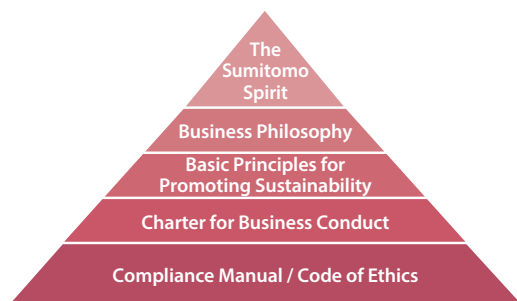 The
Sumitomo
Spirit
Business Philosophy
Basic Principles for
Promoting Sustainability
Charter for Business Conduct
Compliance Manual / Code of Ethics